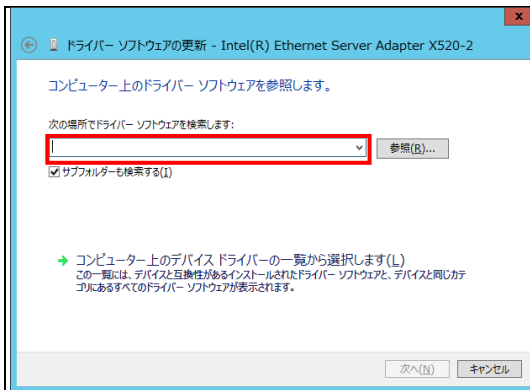 x
ドライバー ソフトウェアの更新 - Intel(R) Ethernet Server Adapter X520-2
コンピューター上のドライバー ソフトウェアを参照します。
次の場所でドライバー ソフトウェアを検索します:
参照(R)...
サブフォルダーも検索する(I)
コンピューター上のデバイス ドライバーの一覧から選択します(L)
この一覧には、デバイスと互換性があるインストールされたドライバー ソフトウェアと、デバイスと同じカテ
ゴリにあるすべてのドライバー ソフトウェアが表示されます。
次へ(N) キャンセル